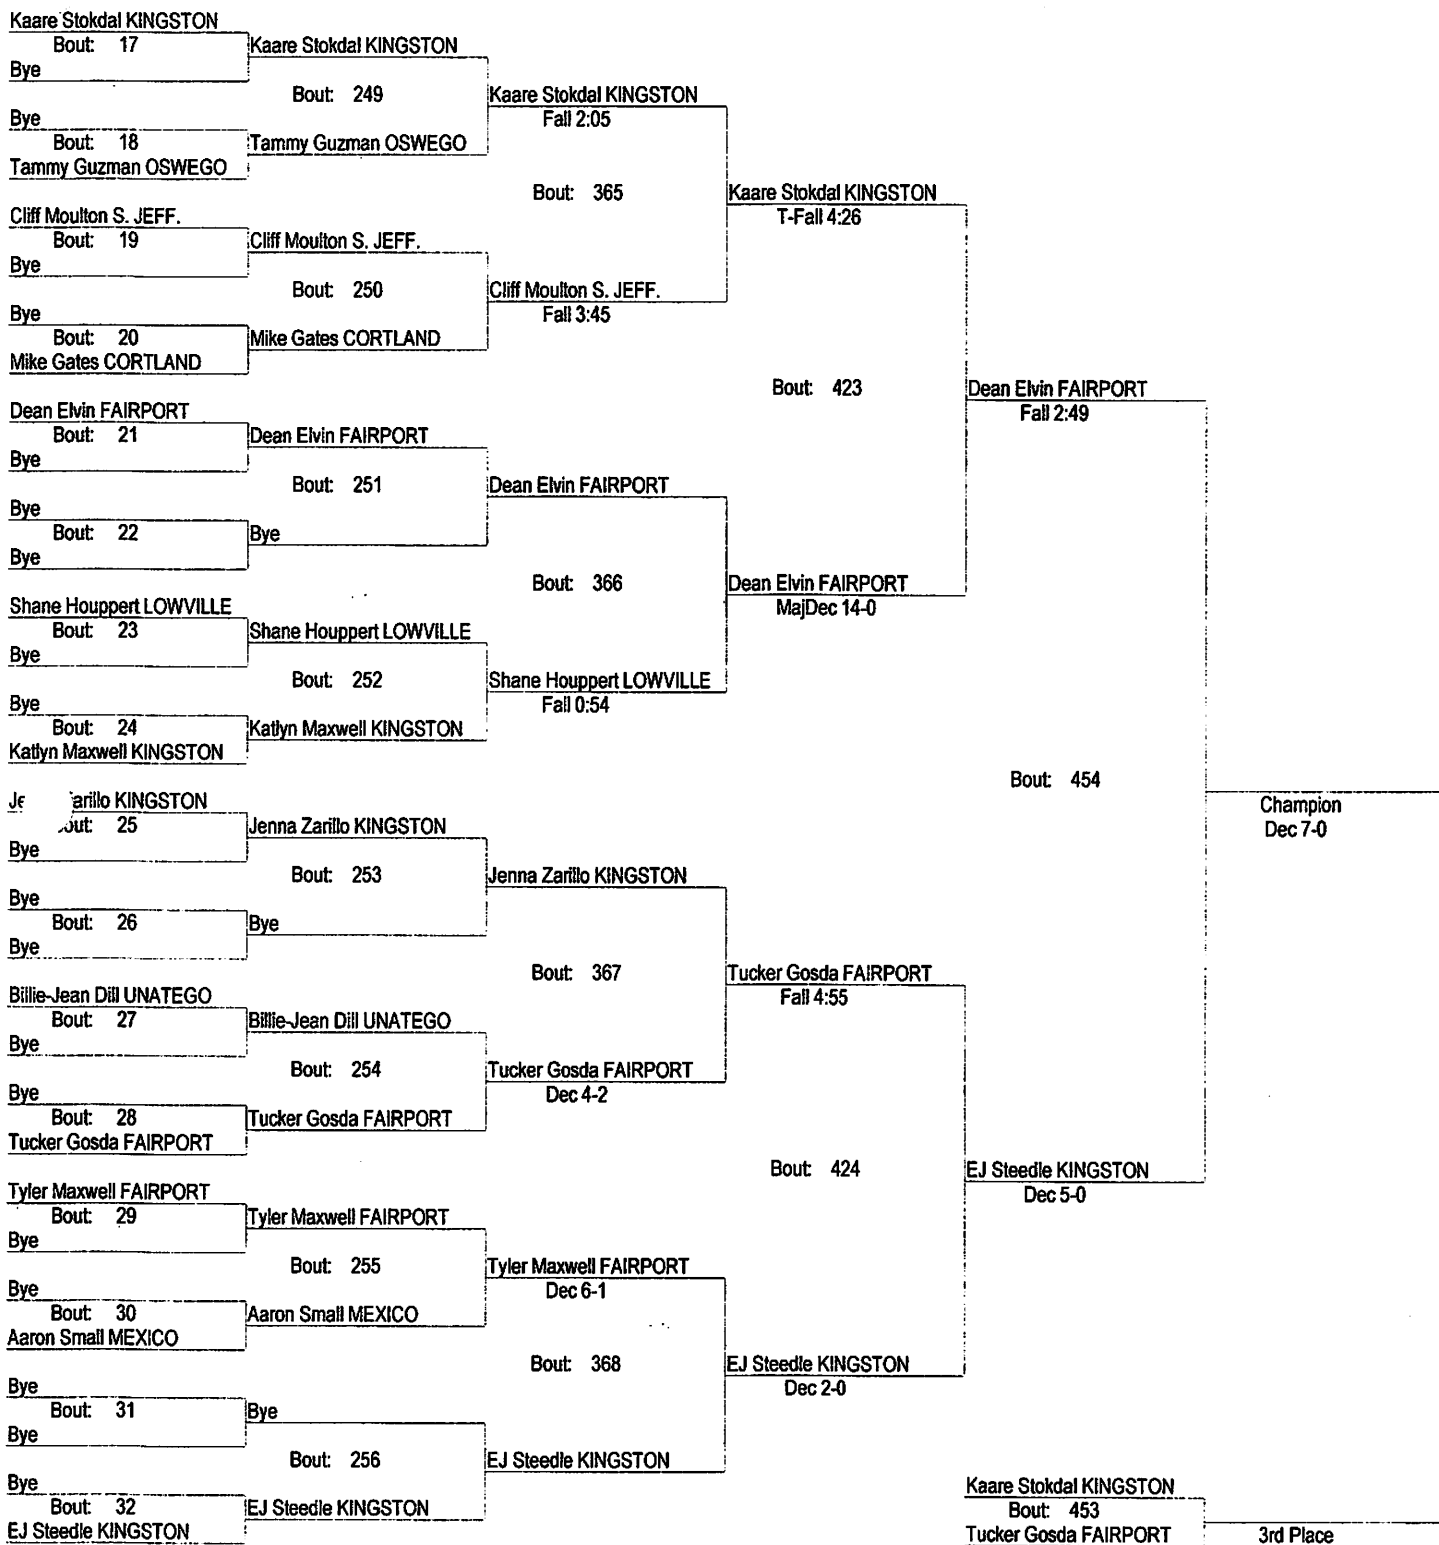 Kaare Stokdal KINGSTON
Bout: 17
Bye
Kaare Stokdal KINGSTON
Bout: 249
Bye
Bout: 18
Tammy Guzman OSWEGO
Tammy Guzman OSWEGO
Kaare Stokdal KINGSTON
Fall 2:05
Bout: 365
Cliff Moulton S. JEFF.
Bout: 19
Bye
Cliff Moulton S. JEFF.
Bout: 250
Bye
Bout: 20
Mike Gates CORTLAND
Mike Gates CORTLAND
Cliff Moulton S. JEFF.
Fall 3:45
Kaare Stokdal KINGSTON
T-Fall 4:26
Bout: 423
Dean Elvin FAIRPORT
Bout: 21
Bye
Dean Elvin FAIRPORT
Bout: 251
Bye
Bout: 22
Bye
Bye
Dean Elvin FAIRPORT
Bout: 366
Shane Houppert LOWVILLE
Bout: 23
Bye
Shane Houppert LOWVILLE
Bout: 252
Bye
Bout: 24
Katlyn Maxwell KINGSTON
Katlyn Maxwell KINGSTON
Shane Houppert LOWVILLE
Fall 0:54
Dean Elvin FAIRPORT
MajDec 14-0
Dean Elvin FAIRPORT
Fall 2:49
Bout: 454
Champion
Dec 7-0
KINGSTON
25
Bye
Jenna Zarillo KINGSTON
Bout: 253
Bye
Bout: 26
Bye
Bye
Jenna Zarillo KINGSTON
Bout: 367
Billie-Jean Dill UNATEGO
Bout: 27
Bye
Billie-Jean Dill UNATEGO
Bout: 254
Bye
Bout: 28
Tucker Gosda FAIRPORT
Tucker Gosda FAIRPORT
Tucker Gosda FAIRPORT
Dec 4-2
Tucker Gosda FAIRPORT
Fall 4:55
Bout: 424
Tyler Maxwell FAIRPORT
Bout: 29
Bye
Tyler Maxwell FAIRPORT
Bout: 255
Bye
Bout: 30
Aaron Small MEXICO
Aaron Small MEXICO
Tyler Maxwell FAIRPORT
Dec 6-1
Bout: 368
Bye
Bout: 31
Bye
Bye
Bout: 256
Bye
Bout: 32
EJ Steedle KINGSTON
EJ Steedle KINGSTON
EJ Steedle KINGSTON
EJ Steedle KINGSTON
Dec 2-0
EJ Steedle KINGSTON
Dec 5-0
Kaare Stokdal KINGSTON
Bout: 453
Tucker Gosda FAIRPORT
3rd Place